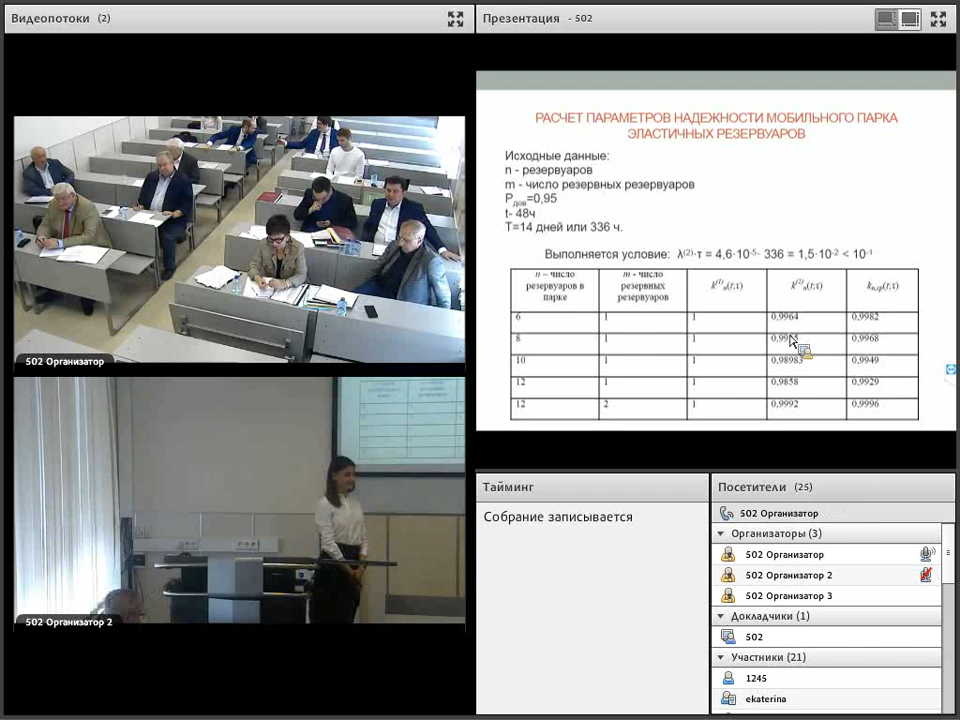 Видеопотоки (2)
502 Организатор
502 Организатор 2
Презентация - 502
РАСЧЕТ ПАРАМЕТРОВ НАДЕЖНОСТИ МОБИЛЬНОГО ПАРКА
ЭЛАСТИЧНЫХ РЕЗЕРВУАРОВ
Исходные данные:
n - резервуаров
m - число резервных резервуаров
Pдов=0,95
t- 48ч
T=14 дней или 336 ч.
Выполняется условие: λ⁽²⁾·τ = 4,6·10⁻⁵· 336 = 1,5·10⁻² < 10⁻¹
n – число резервуаров в парке m - число резервных резервуаров k⁽¹⁾н(t;τ) k⁽²⁾н(t;τ) kн,ср(t;τ)
6 1 1 0,9964 0,9982
8 1 1 0,9968
10 1 1 0,98983 0,9949
12 1 1 0,9858 0,9929
12 2 1 0,9992 0,9996
Тайминг
Собрание записывается
Посетители (25)
502 Организатор
Организаторы (3)
502 Организатор
502 Организатор 2
502 Организатор 3
Докладчики (1)
502
Участники (21)
1245
ekaterina